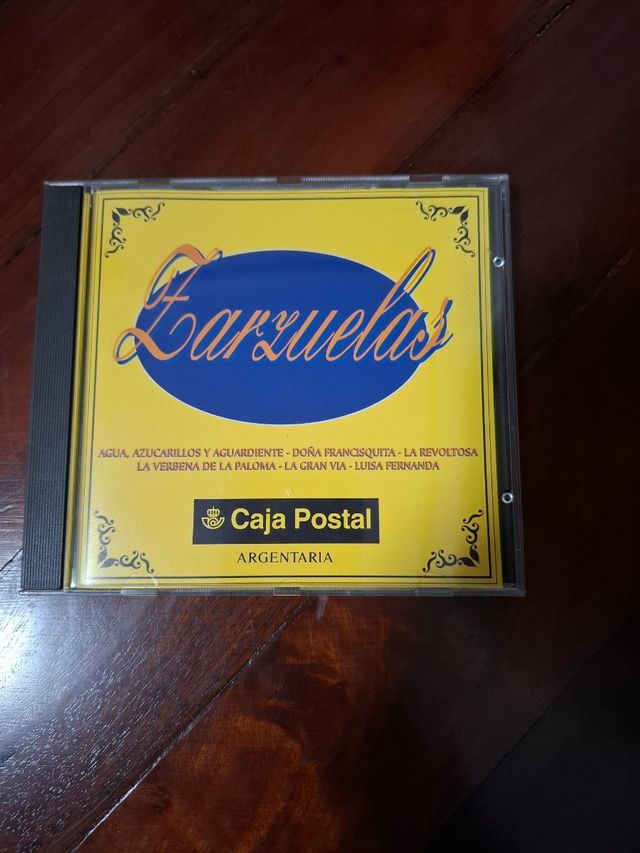 Zarzuelas
AGUA, AZUCARILLOS Y AGUARDIENTE - DOÑA FRANCISQUITA - LA REVOLTOSA
LA VERBENA DE LA PALOMA - LA GRAN VIA - LUISA FERNANDA
Caja Postal
ARGENTARIA